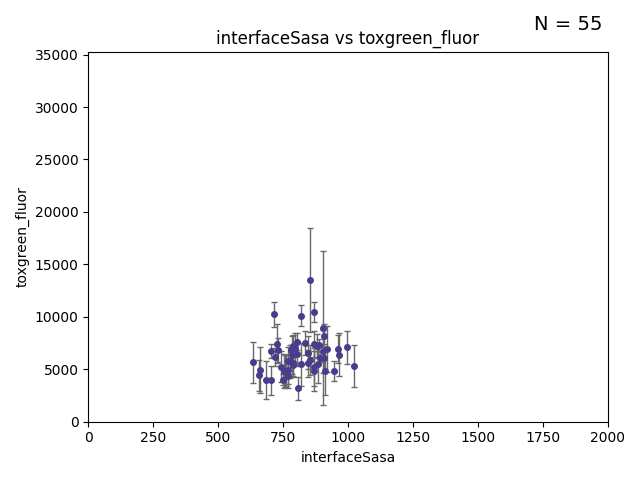 N = 55
interfaceSasa vs toxgreen_fluor
35000
30000
25000
20000
15000
10000
5000
0
toxgreen_fluor
0 250 500 750 1000 1250 1500 1750 2000
interfaceSasa